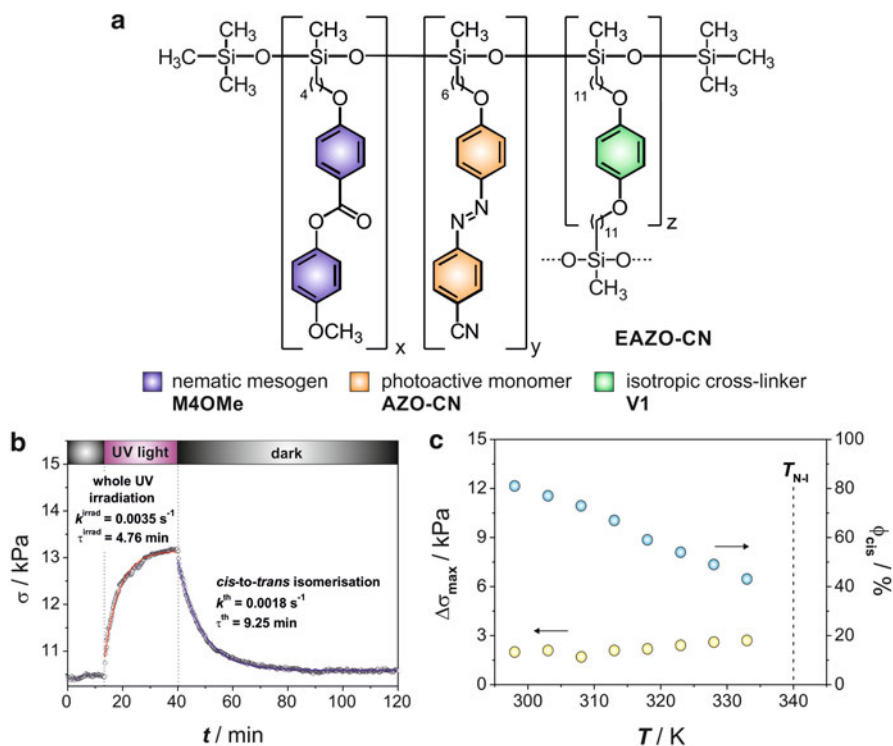 a
CH3 CH3 CH3 CH3 CH3
H3C–Si–O–Si–O–Si–O–Si–O–Si–CH3
CH3 CH3
4 O 6 O 11 O
O O N N O
11
z
O–Si–O
CH3
OCH3 CN
x y
EAZO-CN
nematic mesogen photoactive monomer isotropic cross-linker
M4OMe AZO-CN V1
b
UV light dark
whole UV
irradiation
k^irrad = 0.0035 s⁻¹
τ^irrad = 4.76 min
cis-to-trans isomerisation
k^th = 0.0018 s⁻¹
τ^th = 9.25 min
σ / kPa
15
14
13
12
11
0 20 40 60 80 100 120
t / min
c
T_N-I
Δσmax / kPa
15
12
9
6
3
0
ϕcis / %
100
80
60
40
20
0
300 310 320 330 340
T / K